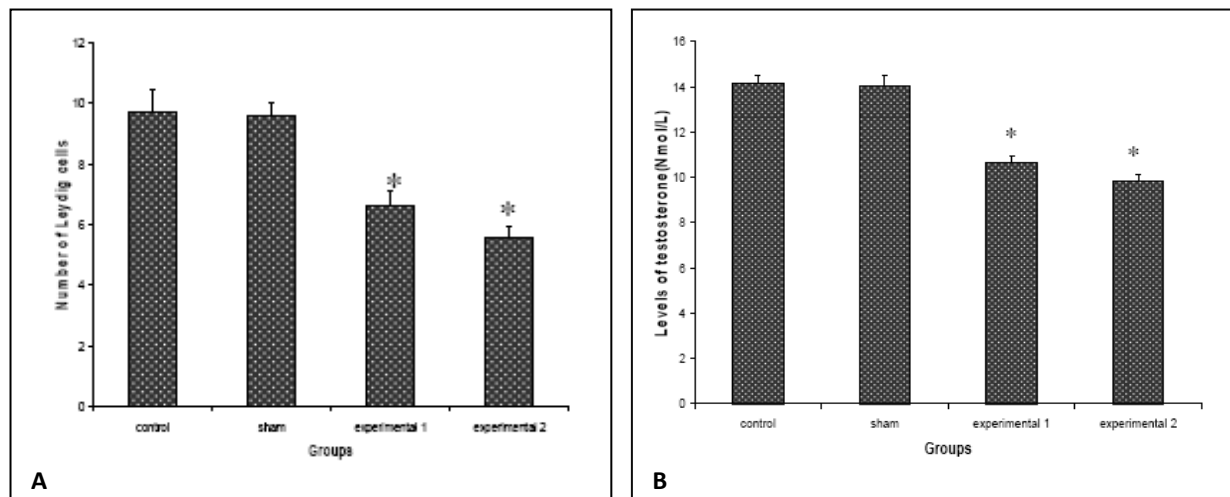 12
10
8
6
4
2
0
Number of Leydig cells
*
*
control sham experimental 1 experimental 2
Groups
A
16
14
12
10
8
6
4
2
0
Levels of testosterone(Nmol/L)
*
*
control sham experimental 1 experimental 2
Groups
B